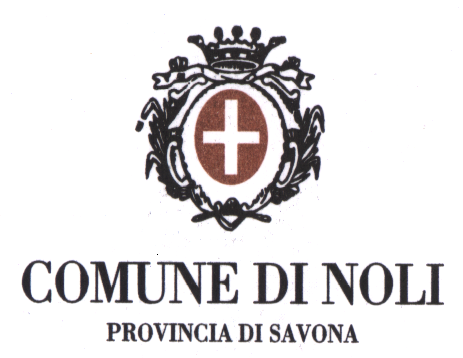 COMUNE DI NOLI
PROVINCIA DI SAVONA